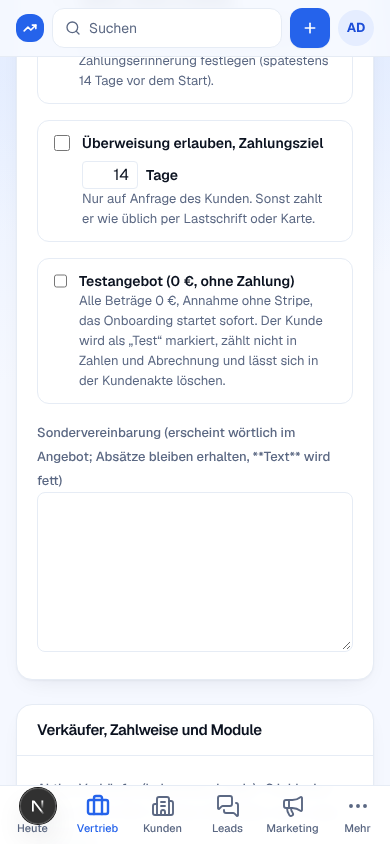 Suchen
AD
Zahlungserinnerung festlegen (spätestens
14 Tage vor dem Start).
Überweisung erlauben, Zahlungsziel
14 Tage
Nur auf Anfrage des Kunden. Sonst zahlt
er wie üblich per Lastschrift oder Karte.
Testangebot (0 €, ohne Zahlung)
Alle Beträge 0 €, Annahme ohne Stripe,
das Onboarding startet sofort. Der Kunde
wird als „Test“ markiert, zählt nicht in
Zahlen und Abrechnung und lässt sich in
der Kundenakte löschen.
Sondervereinbarung (erscheint wörtlich im
Angebot; Absätze bleiben erhalten, **Text** wird
fett)
Verkäufer, Zahlweise und Module
N
Heute
Vertrieb
Kunden
Leads
Marketing
Mehr